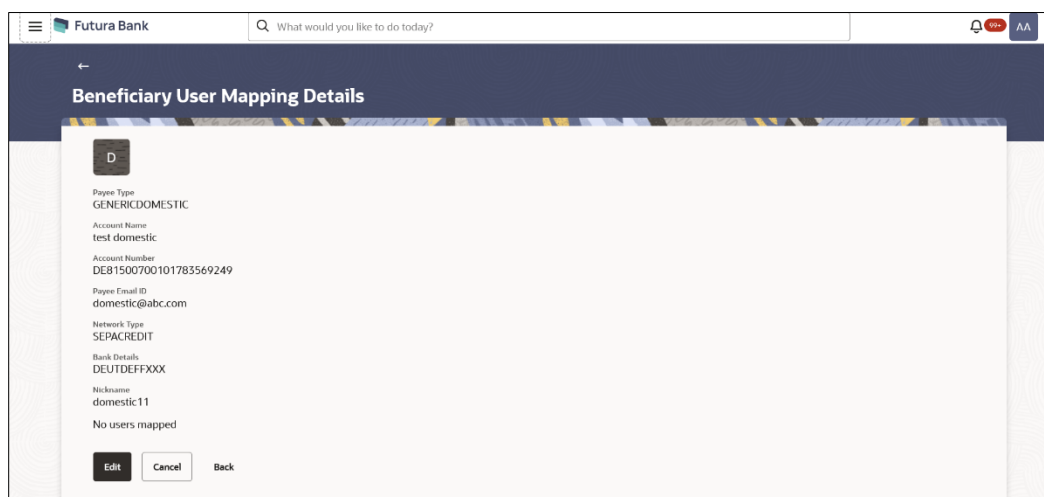 Futura Bank
What would you like to do today?
99+
AA
Beneficiary User Mapping Details
D
Payee Type
GENERICDOMESTIC
Account Name
test domestic
Account Number
DE81500700101783569249
Payee Email ID
domestic@abc.com
Network Type
SEPACREDIT
Bank Details
DEUTDEFFXXX
Nickname
domestic11
No users mapped
Edit Cancel Back